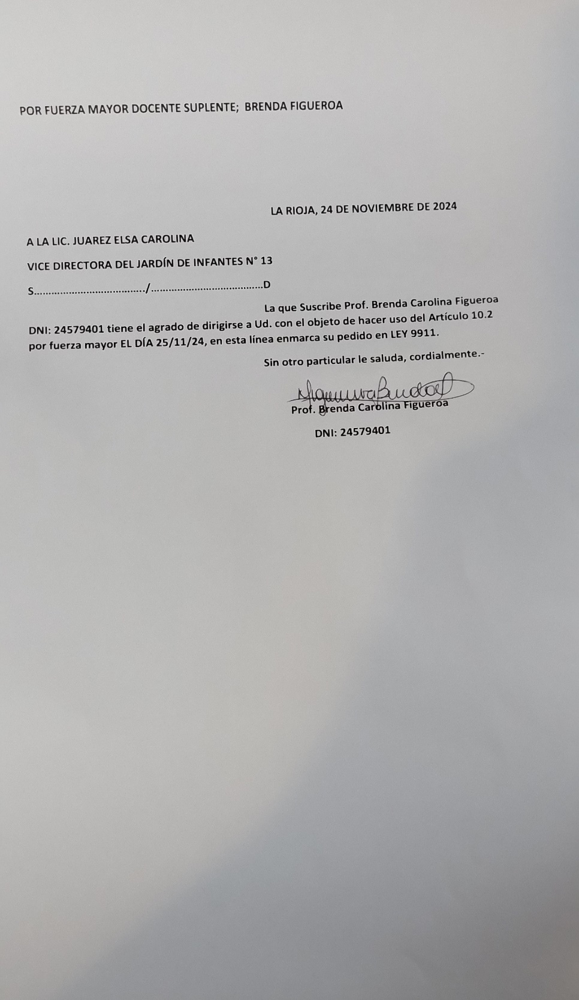 POR FUERZA MAYOR DOCENTE SUPLENTE; BRENDA FIGUEROA
LA RIOJA, 24 DE NOVIEMBRE DE 2024
A LA LIC. JUAREZ ELSA CAROLINA
VICE DIRECTORA DEL JARDÍN DE INFANTES N° 13
S......................................./.......................................D
La que Suscribe Prof. Brenda Carolina Figueroa
DNI: 24579401 tiene el agrado de dirigirse a Ud. con el objeto de hacer uso del Artículo 10.2
por fuerza mayor EL DÍA 25/11/24, en esta línea enmarca su pedido en LEY 9911.
Sin otro particular le saluda, cordialmente.-
Figueroa Brenda
Prof. Brenda Carolina Figueroa
DNI: 24579401